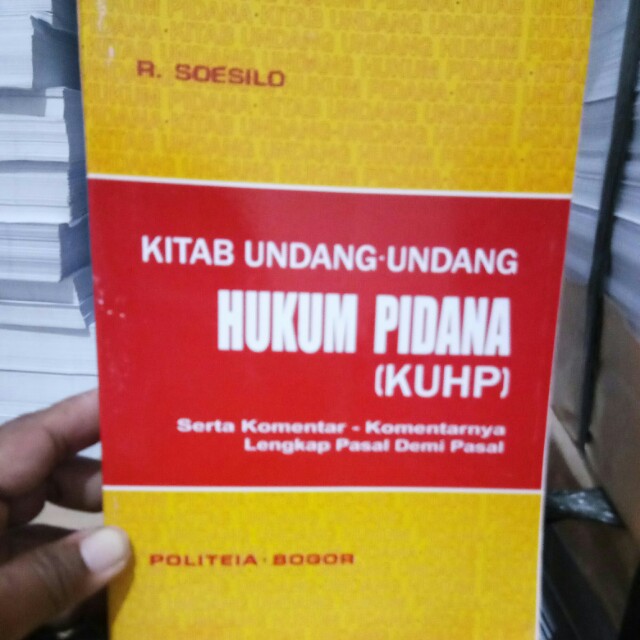 R. SOESILO
KITAB UNDANG-UNDANG
HUKUM PIDANA
(KUHP)
Serta Komentar - Komentarnya
Lengkap Pasal Demi Pasal
POLITEIA - BOGOR